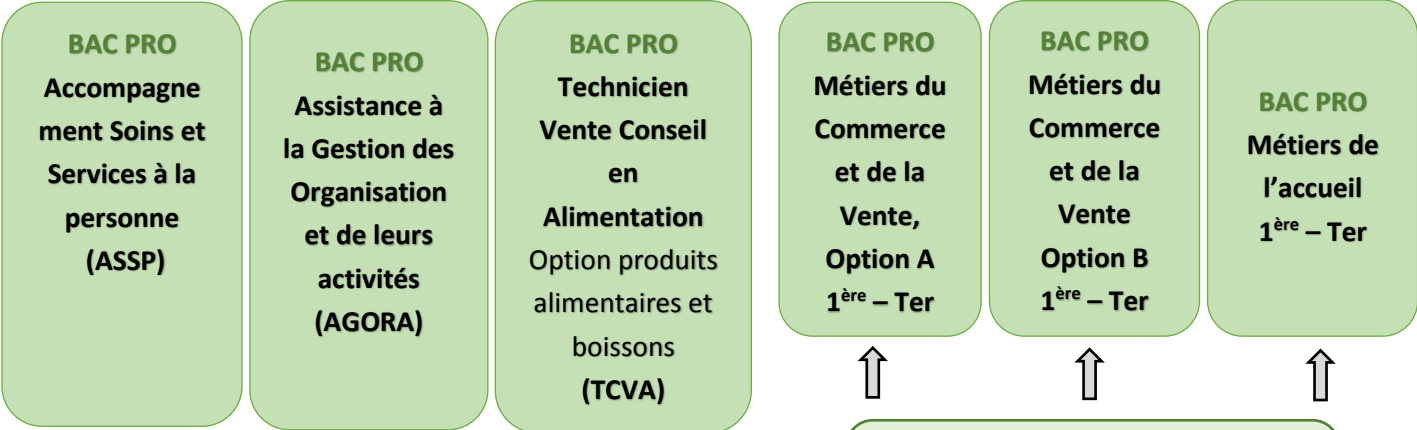 BAC PRO
Accompagne
ment Soins et
Services à la
personne
(ASSP)
BAC PRO
Assistance à
la Gestion des
Organisation
et de leurs
activités
(AGORA)
BAC PRO
Technicien
Vente Conseil
en
Alimentation
Option produits
alimentaires et
boissons
(TCVA)
BAC PRO
Métiers du
Commerce
et de la
Vente,
Option A
1ère – Ter
BAC PRO
Métiers du
Commerce
et de la
Vente
Option B
1ère – Ter
BAC PRO
Métiers de
l’accueil
1ère – Ter